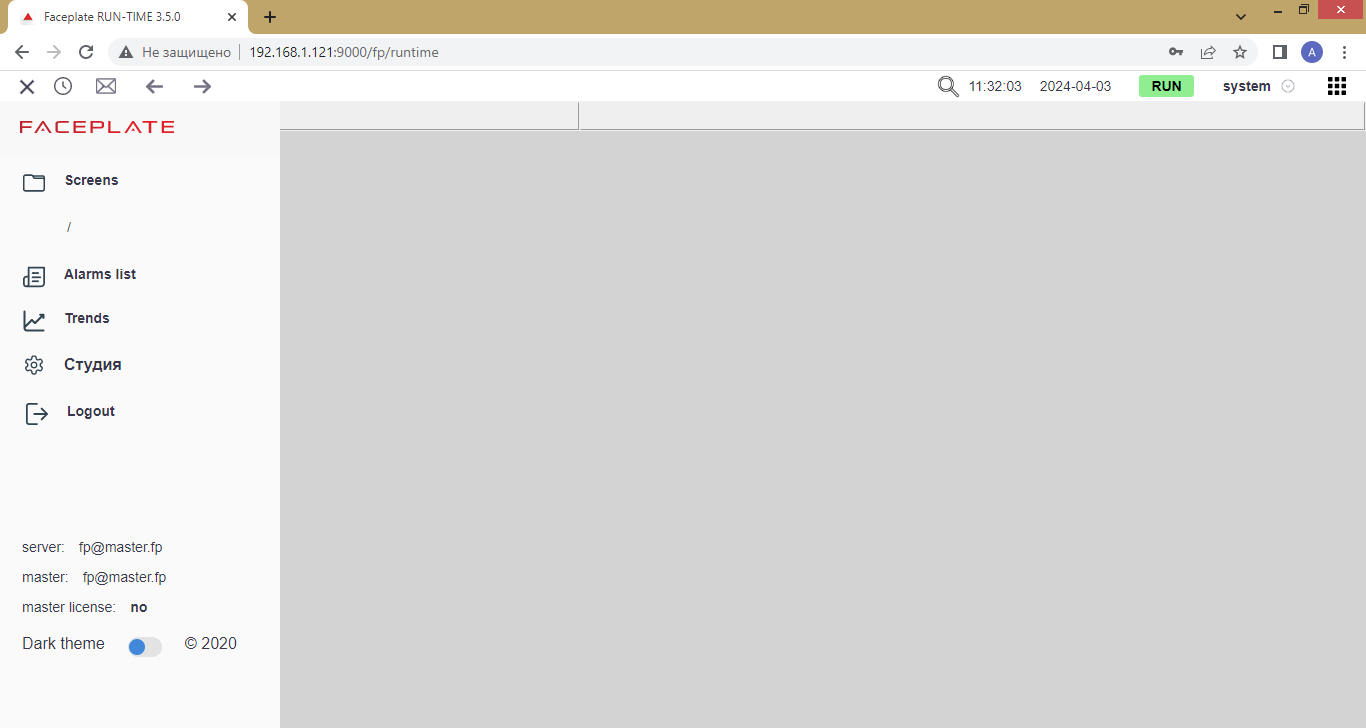 Faceplate RUN-TIME 3.5.0
Не защищено 192.168.1.121:9000/fp/runtime
A
11:32:03 2024-04-03 RUN system
FACEPLATE
Screens
/
Alarms list
Trends
Студия
Logout
server: fp@master.fp
master: fp@master.fp
master license: no
Dark theme © 2020